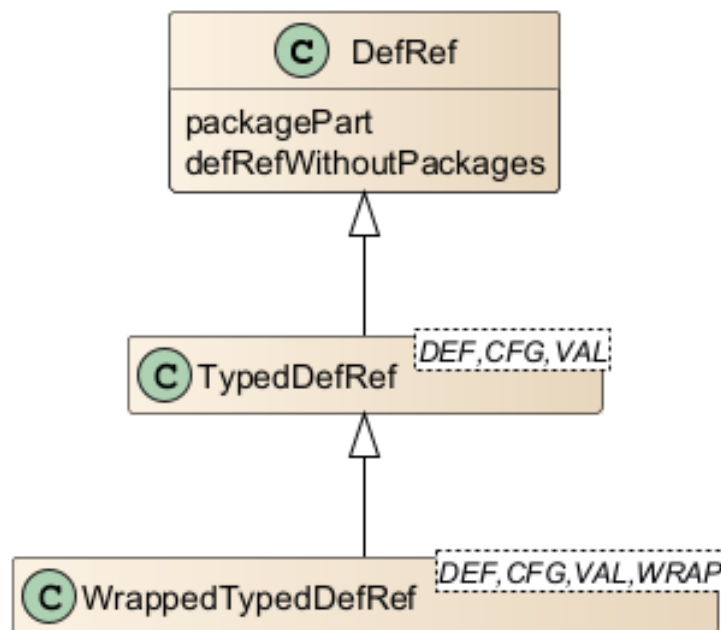 C DefRef
packagePart
defRefWithoutPackages
DEF,CFG,VAL
C TypedDefRef
DEF,CFG,VAL,WRAP
C WrappedTypedDefRef